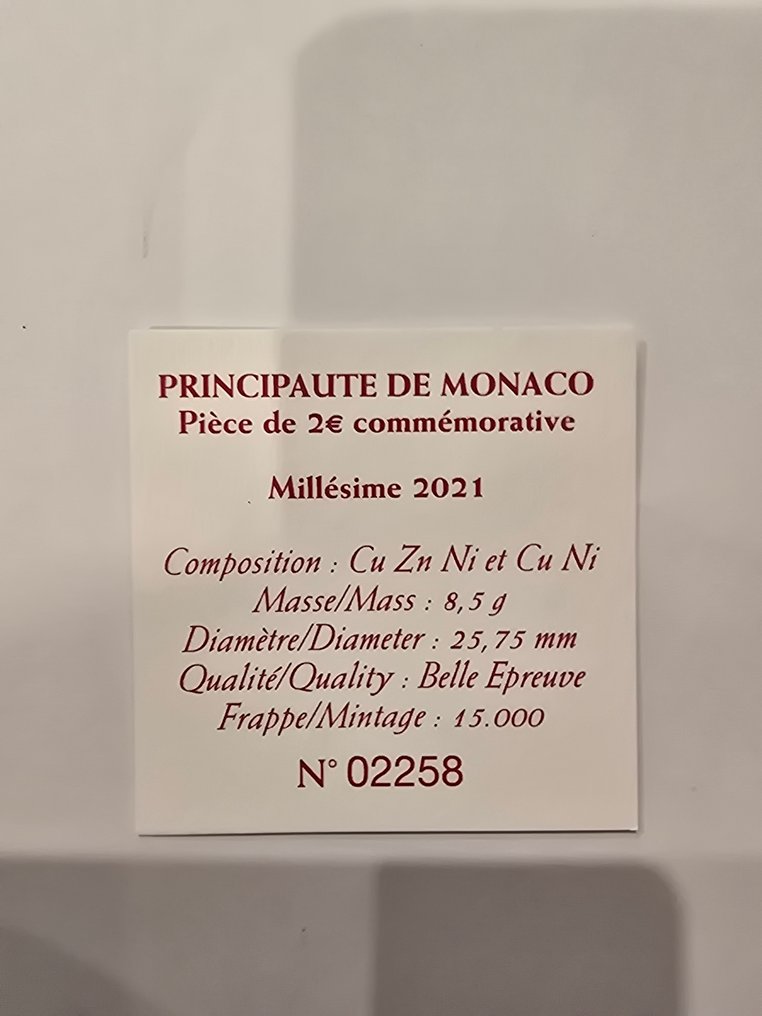 PRINCIPAUTE DE MONACO
Pièce de 2€ commémorative
Millésime 2021
Composition : Cu Zn Ni et Cu Ni
Masse/Mass : 8,5 g
Diamètre/Diameter : 25,75 mm
Qualité/Quality : Belle Epreuve
Frappe/Mintage : 15.000
N° 02258